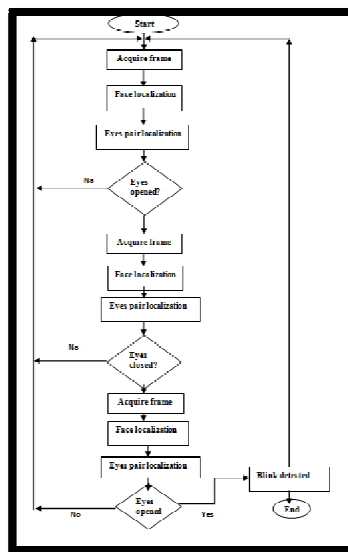 Start
Acquire frame
Face localization
Eyes pair localization
Eyes
opened?
No
Acquire frame
Face localization
Eyes pair localization
Eyes
closed?
No
Acquire frame
Face localization
Eyes pair localization
Eyes
opened
No
Yes
Blink detected
End